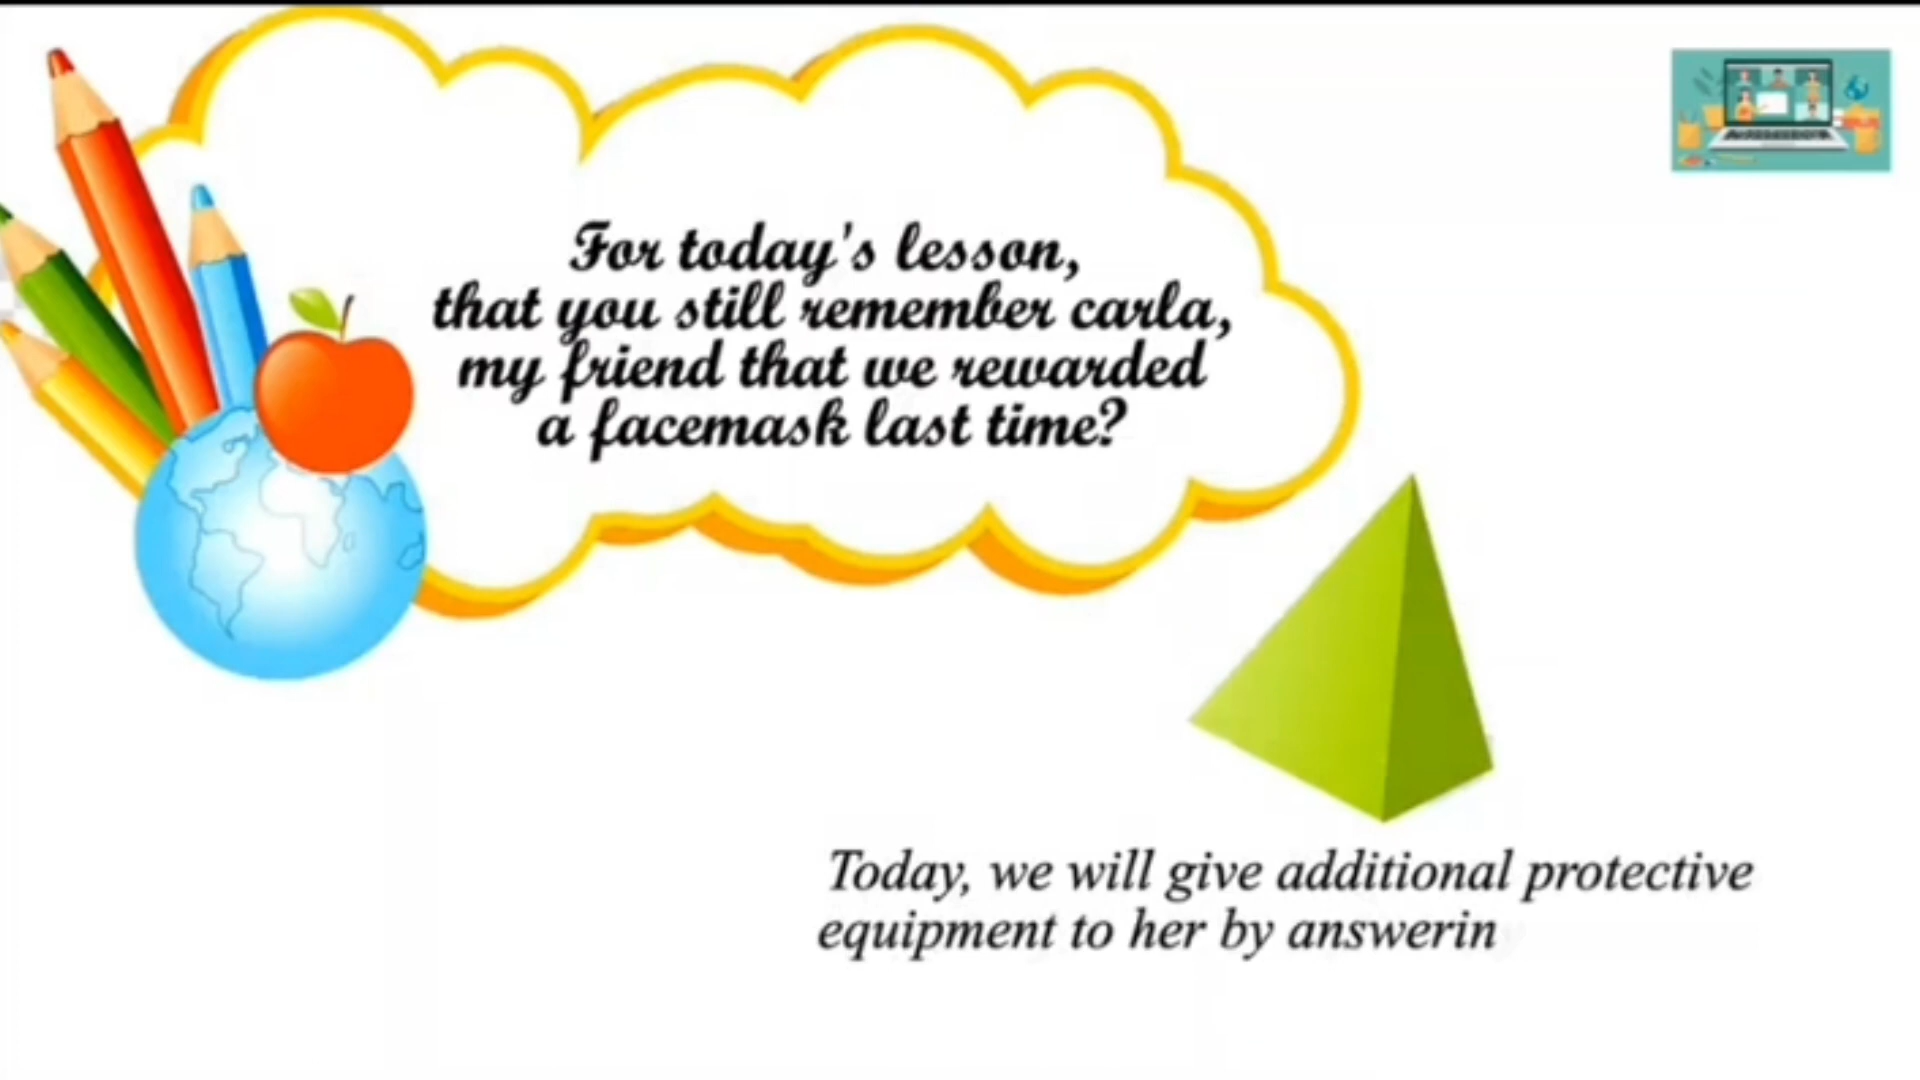 For today's lesson,
that you still remember carla,
my friend that we rewarded
a facemask last time?
Today, we will give additional protective
equipment to her by answerin